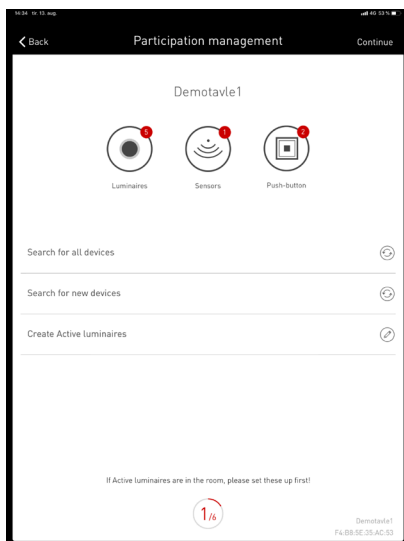 14:34 tir. 13. aug.
4G 53 %
Back
Participation management
Continue
Demotavle1
5
1
2
Luminaires
Sensors
Push-button
Search for all devices
Search for new devices
Create Active luminaires
If Active luminaires are in the room, please set these up first!
1/6
Demotavle1
F4:B8:5E:35:AC:53